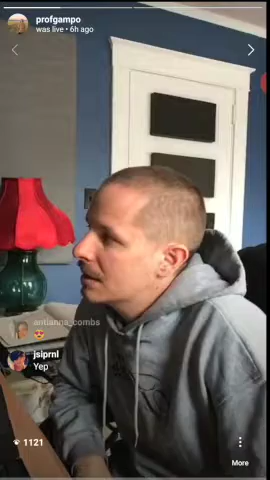 profgampo
was live • 6h ago
antianna_combs
😍
jsiprnl
Yep
1121
More